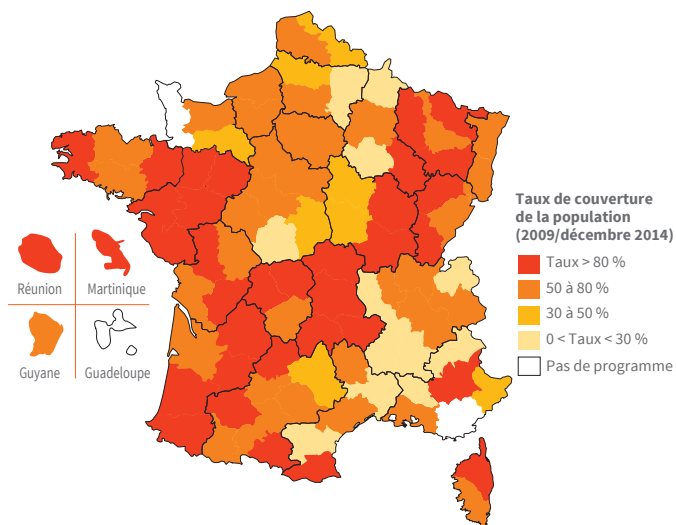 Réunion
Martinique
Guyane
Guadeloupe
Taux de couverture
de la population
(2009/décembre 2014)
Taux > 80 %
50 à 80 %
30 à 50 %
0 < Taux < 30 %
Pas de programme